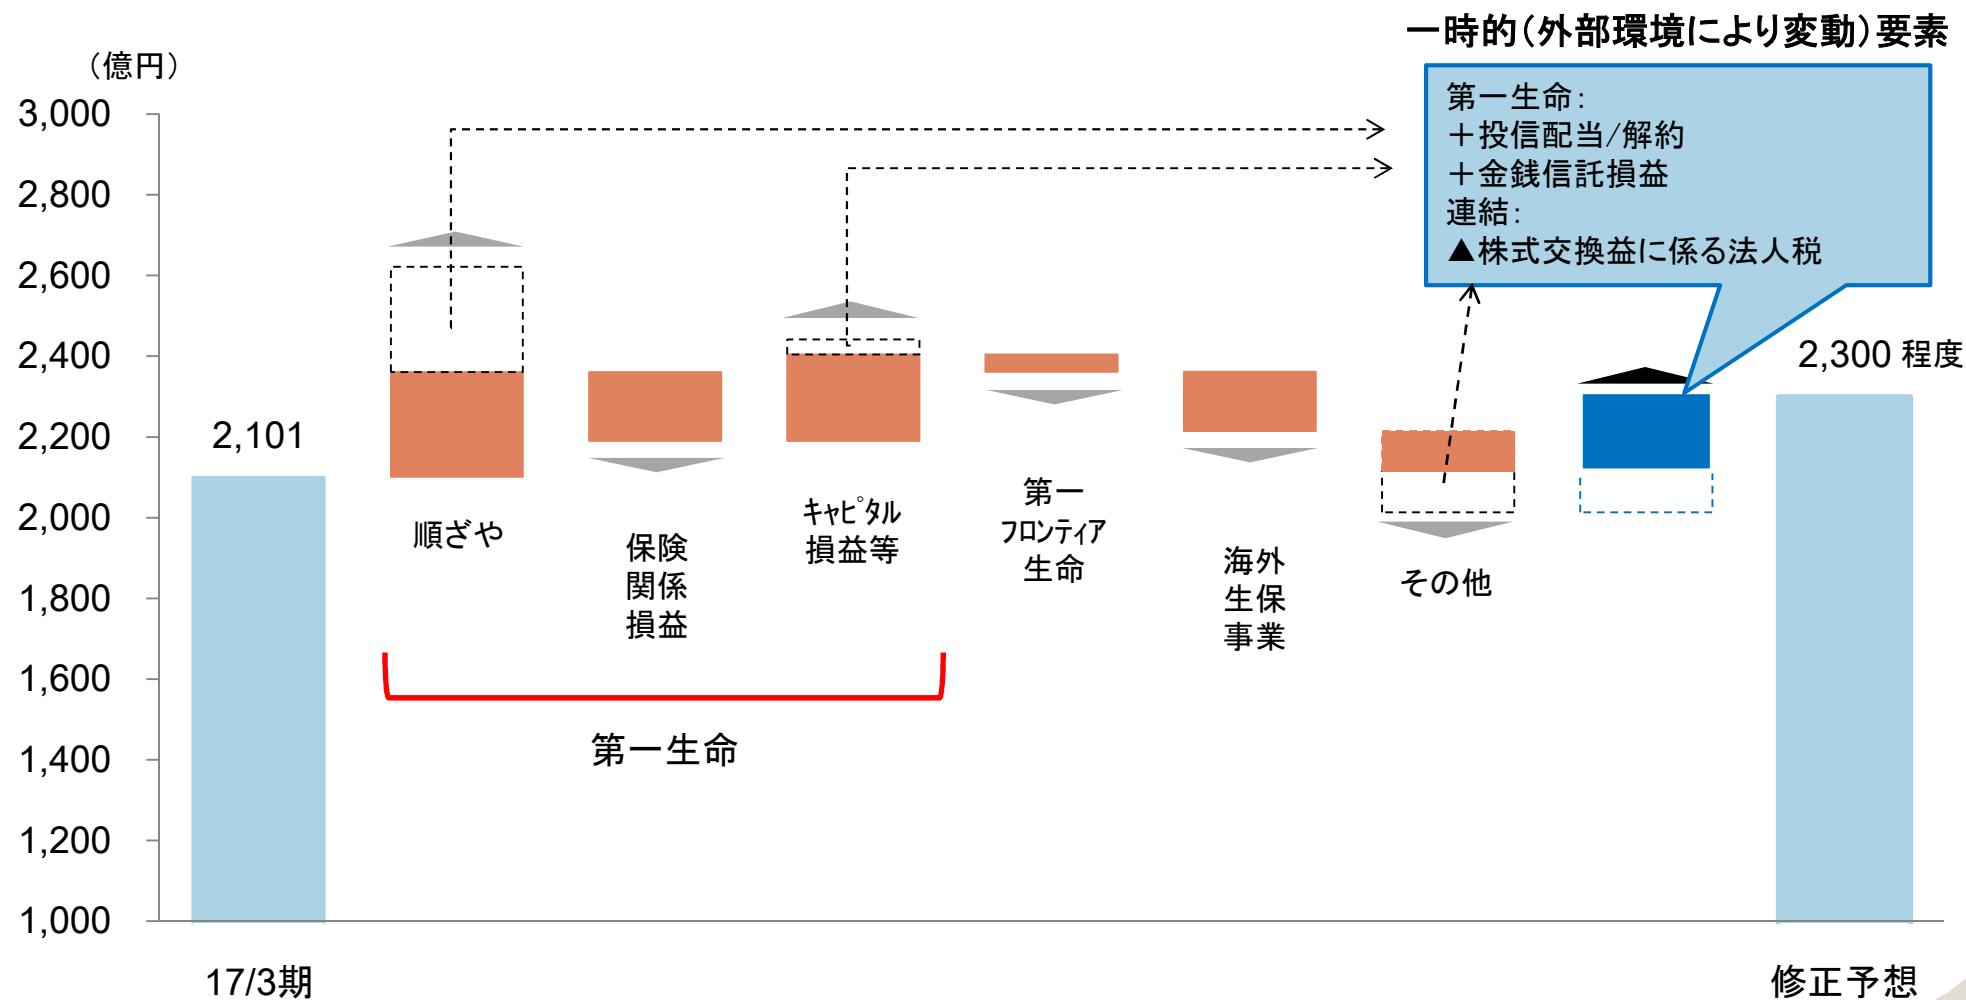 一時的（外部環境により変動）要素
（億円）
第一生命：
＋投信配当/解約
＋金銭信託損益
連結：
▲株式交換益に係る法人税
3,000
2,800
2,600
2,400
2,200
2,000
1,800
1,600
1,400
1,200
1,000
2,101
2,300 程度
順ざや
保険
関係
損益
ｷｬﾋﾟﾀﾙ
損益等
第一
ﾌﾛﾝﾃｨｱ
生命
海外
生保
事業
その他
第一生命
17/3期
修正予想